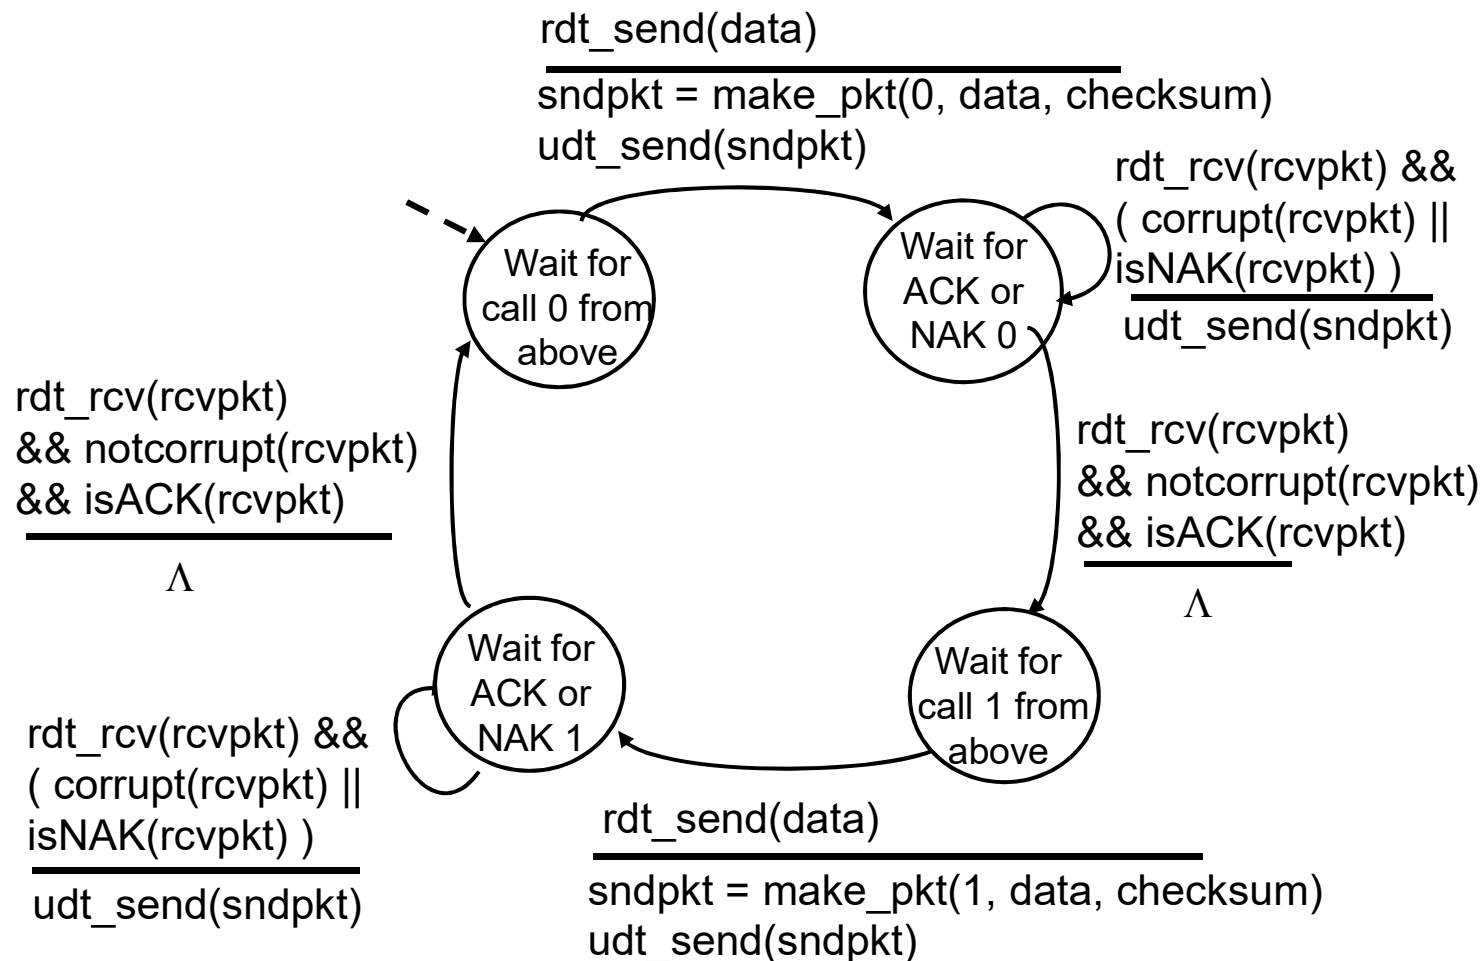 rdt_send(data)
sndpkt = make_pkt(0, data, checksum)
udt_send(sndpkt)
rdt_rcv(rcvpkt) &&
( corrupt(rcvpkt) ||
isNAK(rcvpkt) )
udt_send(sndpkt)
Wait for
call 0 from
above
Wait for
ACK or
NAK 0
rdt_rcv(rcvpkt)
&& notcorrupt(rcvpkt)
&& isACK(rcvpkt)
Λ
rdt_rcv(rcvpkt)
&& notcorrupt(rcvpkt)
&& isACK(rcvpkt)
Λ
Wait for
ACK or
NAK 1
Wait for
call 1 from
above
rdt_rcv(rcvpkt) &&
( corrupt(rcvpkt) ||
isNAK(rcvpkt) )
udt_send(sndpkt)
rdt_send(data)
sndpkt = make_pkt(1, data, checksum)
udt_send(sndpkt)